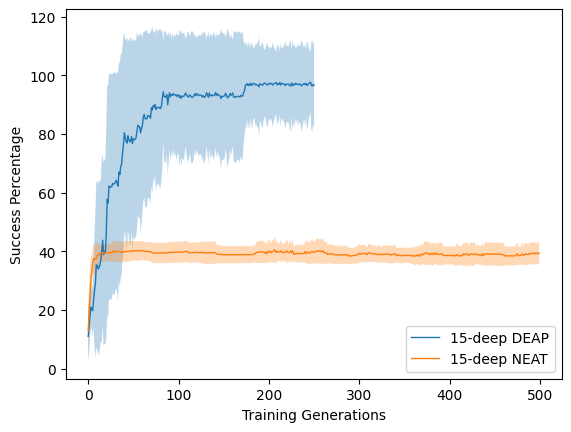 120
100
80
60
40
20
0
Success Percentage
0 100 200 300 400 500
Training Generations
15-deep DEAP
15-deep NEAT